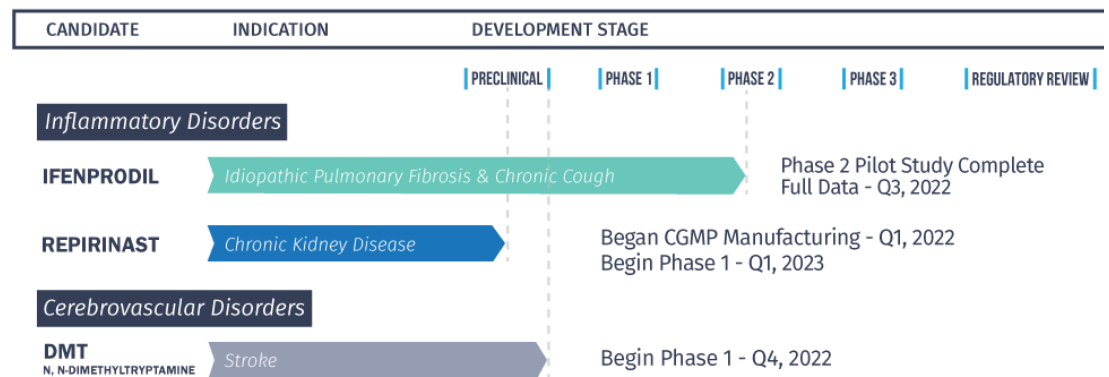 CANDIDATE INDICATION DEVELOPMENT STAGE
PRECLINICAL PHASE 1 PHASE 2 PHASE 3 REGULATORY REVIEW
Inflammatory Disorders
IFENPRODIL Idiopathic Pulmonary Fibrosis & Chronic Cough Phase 2 Pilot Study Complete
Full Data - Q3, 2022
REPIRINAST Chronic Kidney Disease Began CGMP Manufacturing - Q1, 2022
Begin Phase 1 - Q1, 2023
Cerebrovascular Disorders
DMT Stroke Begin Phase 1 - Q4, 2022
N, N-DIMETHYLTRYPTAMINE